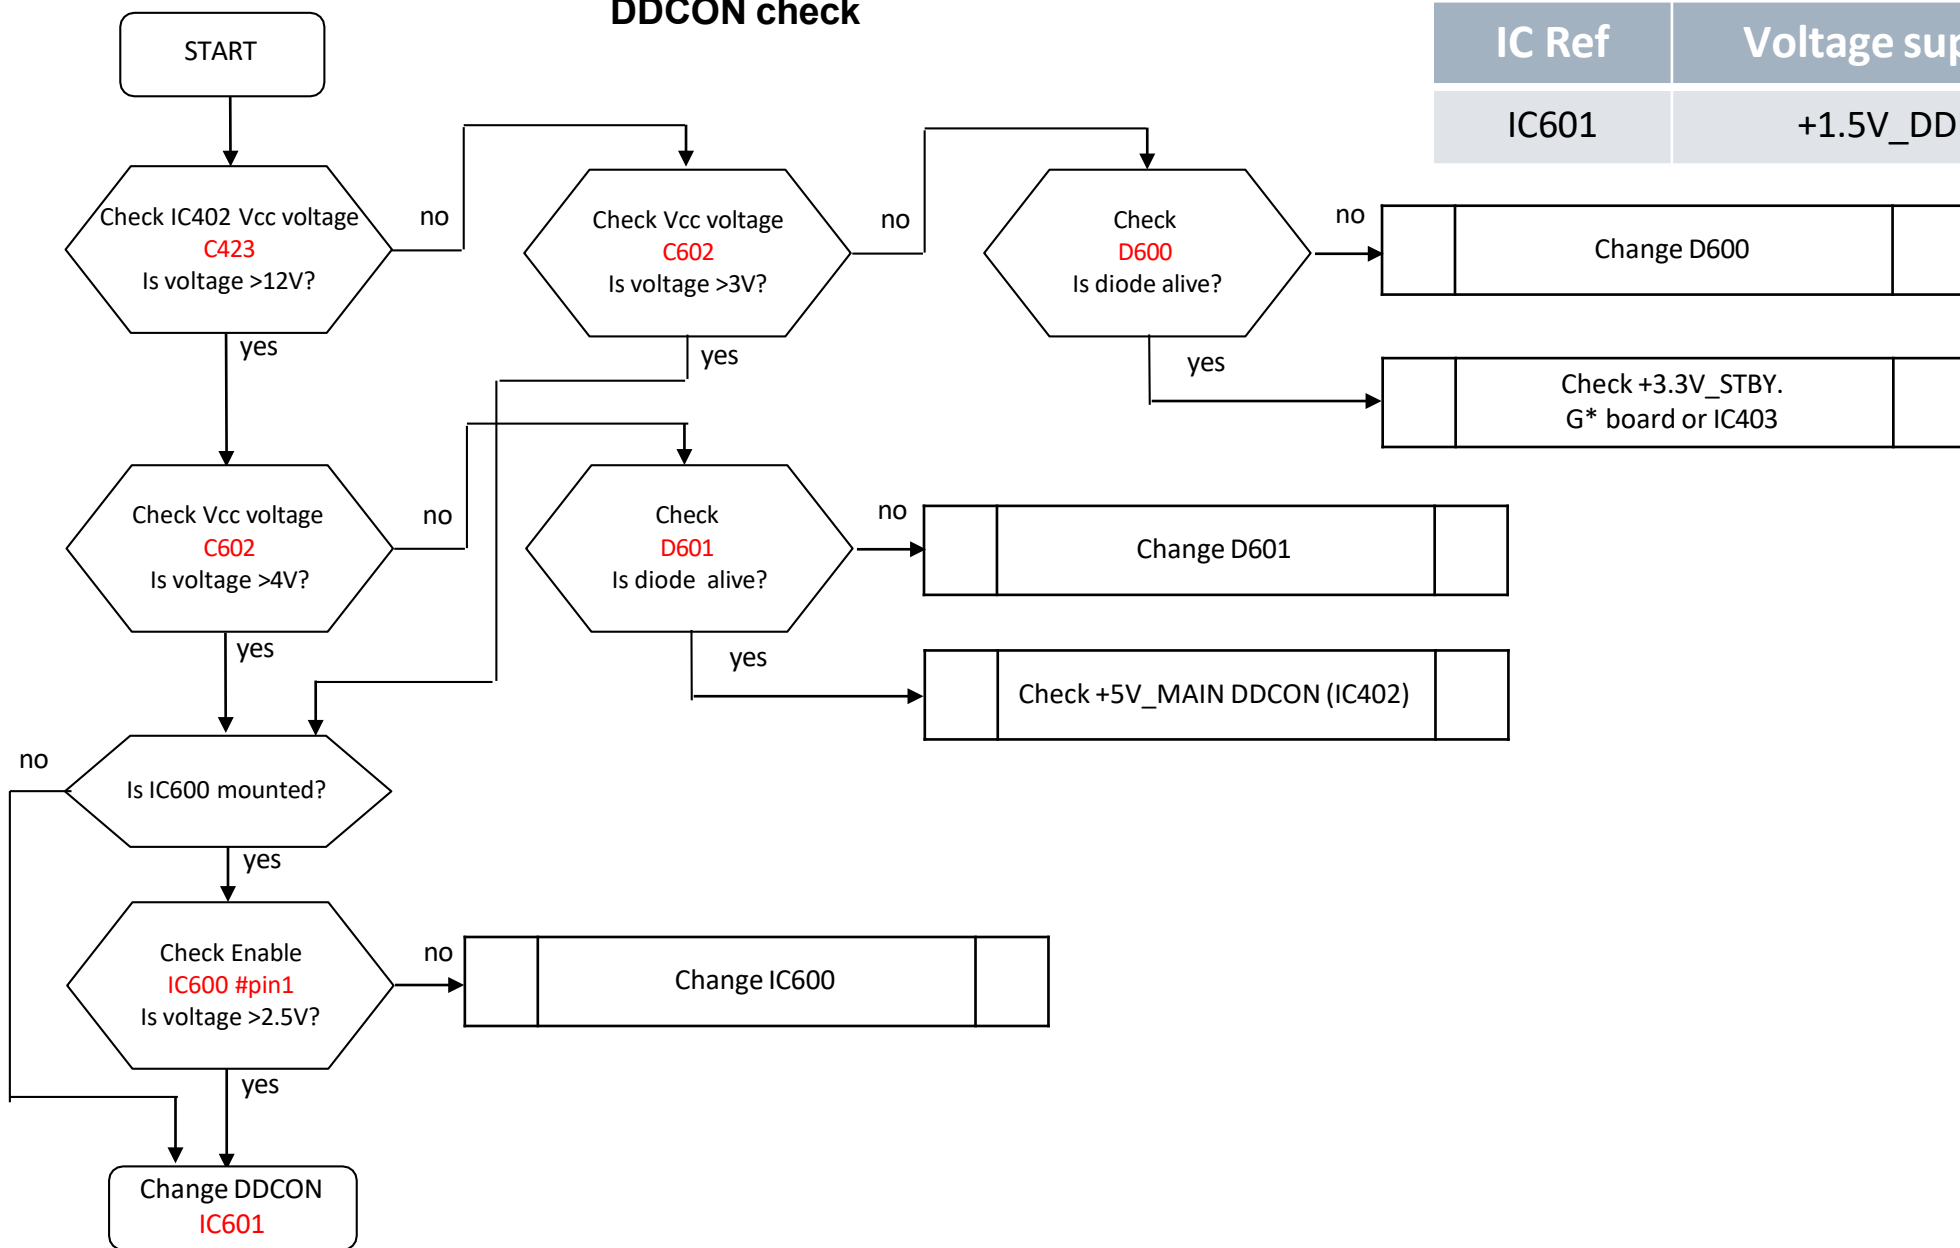 DDCON check
START
IC Ref
Voltage
IC601
+1.5V_DD
Check IC402 Vcc voltage
C423
Is voltage >12V?
no
yes
Check Vcc voltage
C602
Is voltage >3V?
no
yes
Check
D600
Is diode alive?
no
Change D600
yes
Check +3.3V_STBY.
G* board or IC403
Check Vcc voltage
C602
Is voltage >4V?
no
yes
Check
D601
Is diode  alive?
no
Change D601
yes
Check +5V_MAIN DDCON (IC402)
no
Is IC600 mounted?
yes
Check Enable
IC600 #pin1
Is voltage >2.5V?
no
Change IC600
yes
Change DDCON
IC601